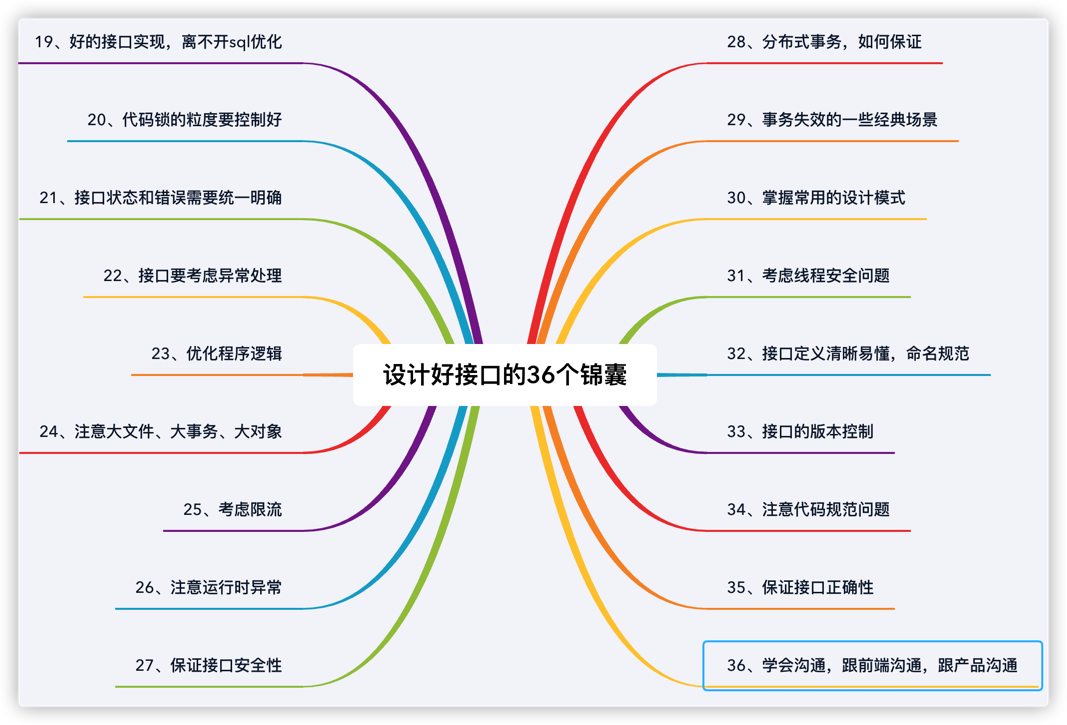 设计好接口的36个锦囊
19、好的接口实现，离不开sql优化
20、代码锁的粒度要控制好
21、接口状态和错误需要统一明确
22、接口要考虑异常处理
23、优化程序逻辑
24、注意大文件、大事务、大对象
25、考虑限流
26、注意运行时异常
27、保证接口安全性
28、分布式事务，如何保证
29、事务失效的一些经典场景
30、掌握常用的设计模式
31、考虑线程安全问题
32、接口定义清晰易懂，命名规范
33、接口的版本控制
34、注意代码规范问题
35、保证接口正确性
36、学会沟通，跟前端沟通，跟产品沟通